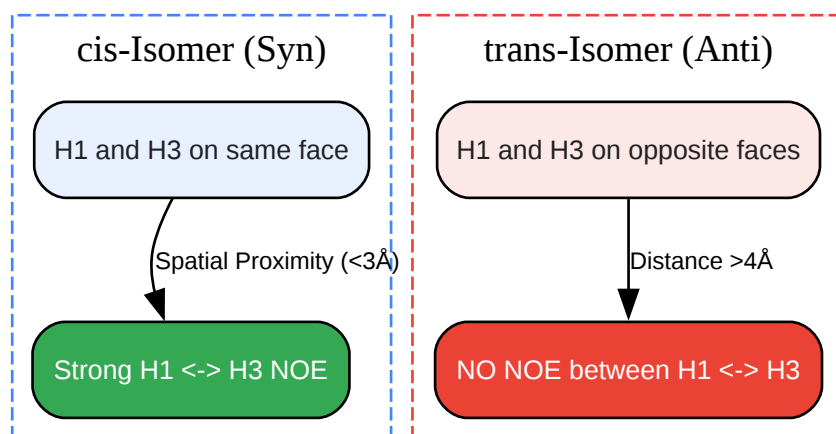 cis-Isomer (Syn)
H1 and H3 on same face
Spatial Proximity (<3Å)
Strong H1 <-> H3 NOE
trans-Isomer (Anti)
H1 and H3 on opposite faces
Distance >4Å
NO NOE between H1 <-> H3